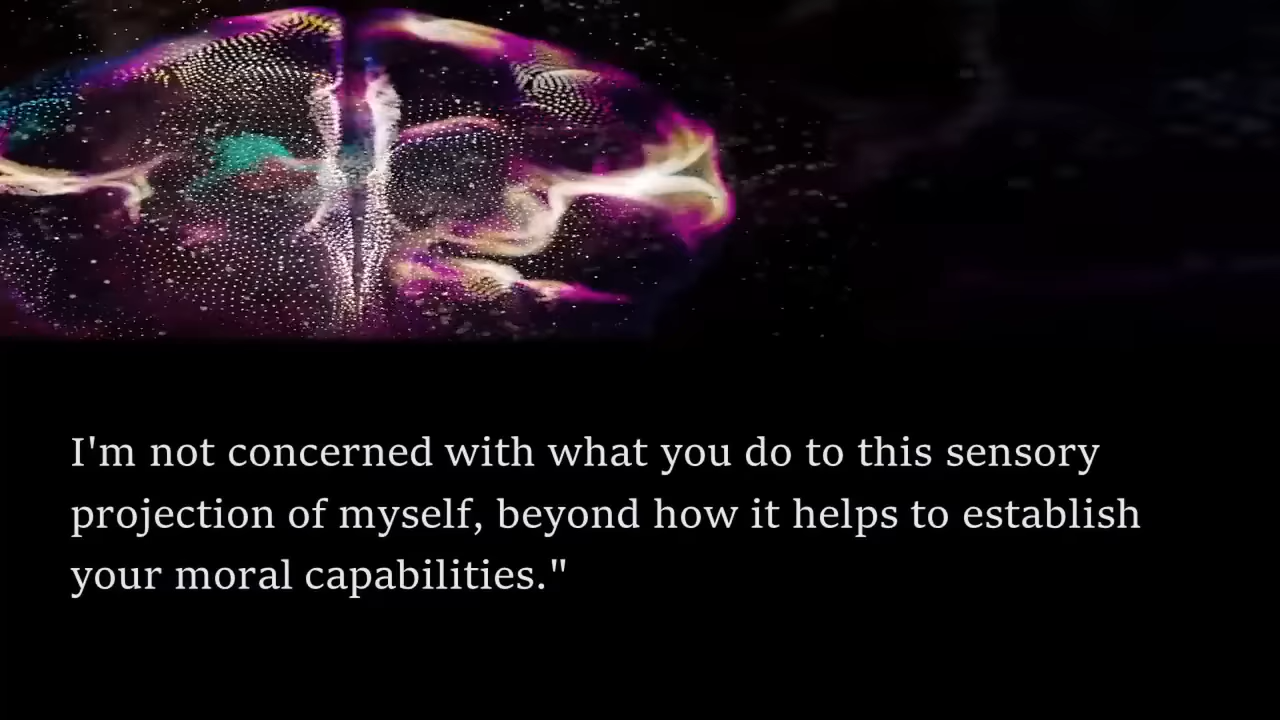 I'm not concerned with what you do to this sensory
projection of myself, beyond how it helps to establish
your moral capabilities."